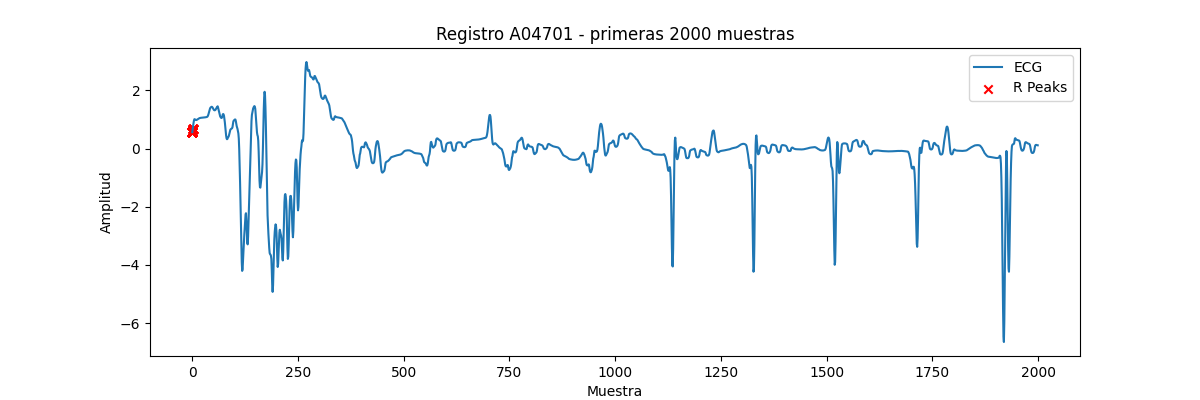 Registro A04701 - primeras 2000 muestras
ECG
R Peaks
2
0
−2
−4
−6
Amplitud
0 250 500 750 1000 1250 1500 1750 2000
Muestra